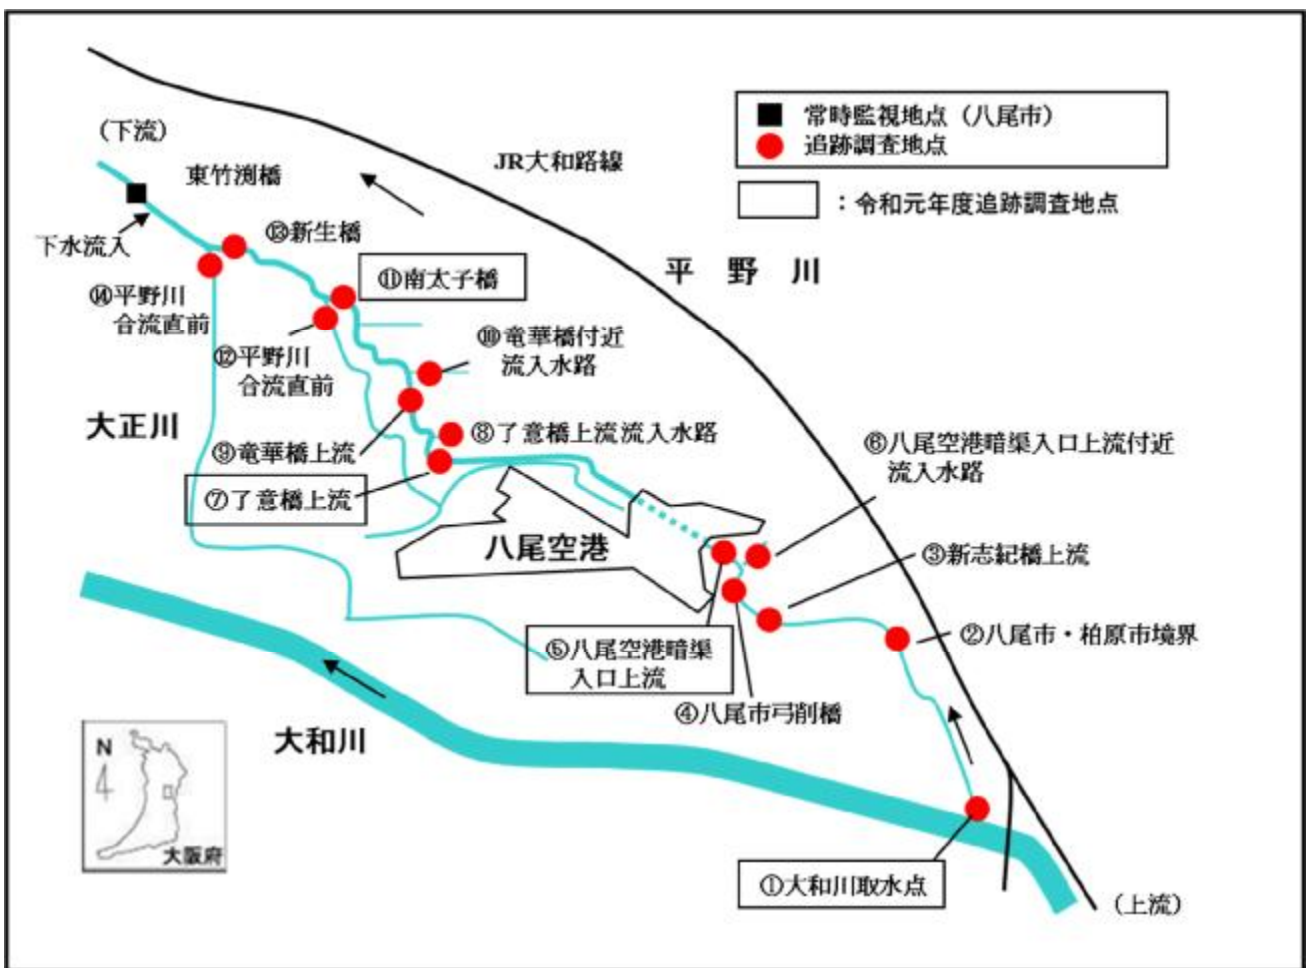 常時監視地点（八尾市）
追跡調査地点
：令和元年度追跡調査地点
（下流）
東竹渕橋
JR大和路線
下水流入
⑬新生橋
平野川
⑪南太子橋
⑭平野川
合流直前
⑩竜華橋付近
流入水路
⑫平野川
合流直前
大正川
⑧了意橋上流流入水路
⑥八尾空港暗渠入口上流付近
流入水路
⑨竜華橋上流
⑦了意橋上流
八尾空港
③新志紀橋上流
②八尾市・柏原市境界
⑤八尾空港暗渠
入口上流
④八尾市弓削橋
大和川
N
大阪府
①大和川取水点
（上流）